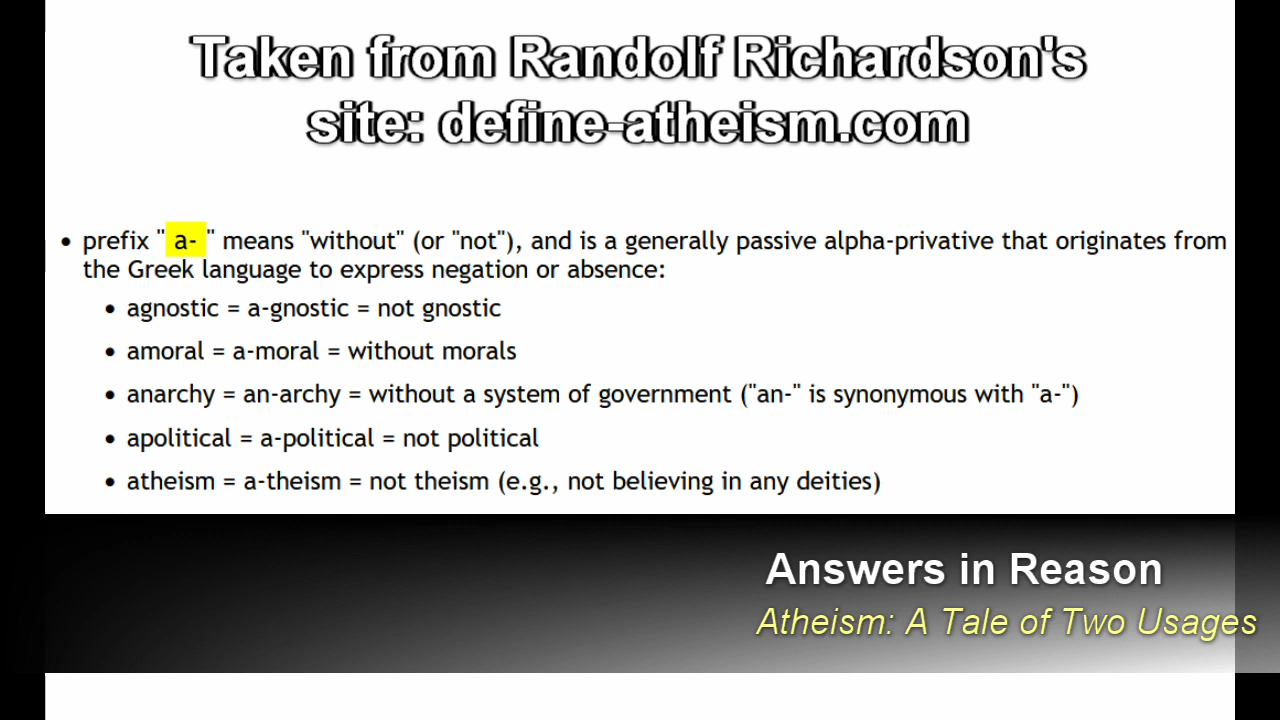 Taken from Randolf Richardson's
site: define-atheism.com
• prefix " a- " means "without" (or "not"), and is a generally passive alpha-privative that originates from
the Greek language to express negation or absence:
• agnostic = a-gnostic = not gnostic
• amoral = a-moral = without morals
• anarchy = an-archy = without a system of government ("an-" is synonymous with "a-")
• apolitical = a-political = not political
• atheism = a-theism = not theism (e.g., not believing in any deities)
Answers in Reason
Atheism: A Tale of Two Usages